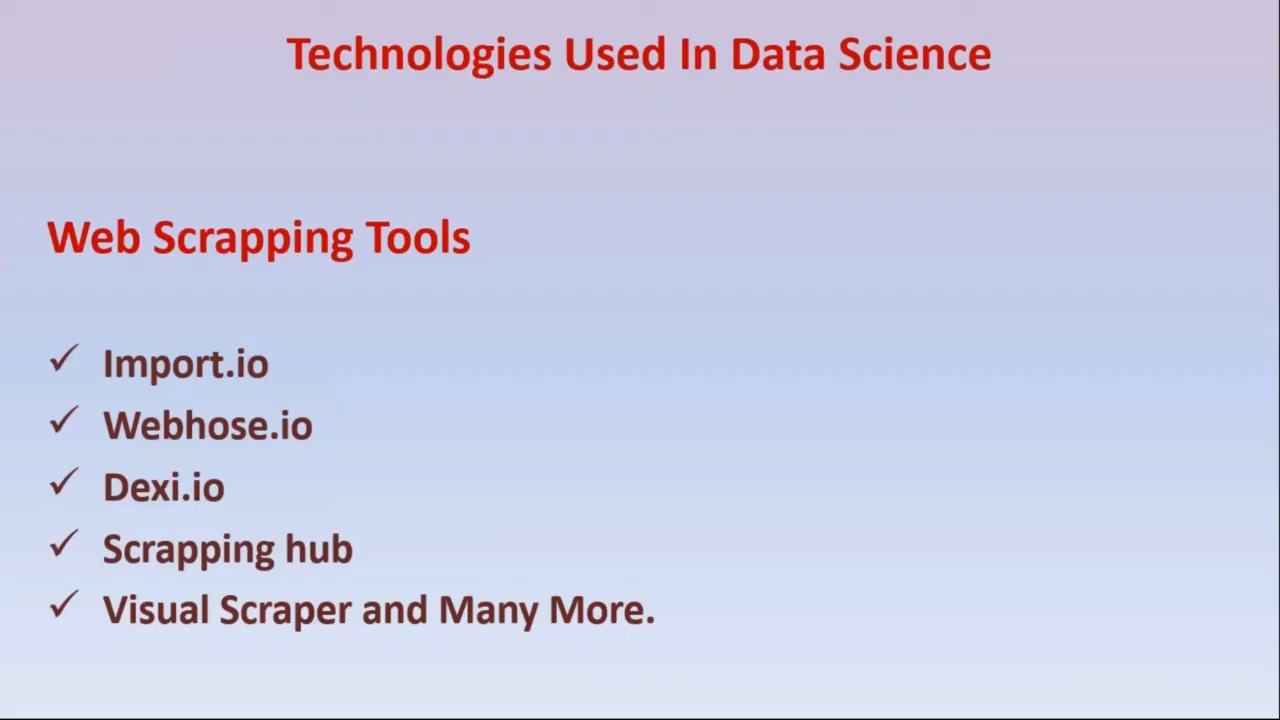 Technologies Used In Data Science
Web Scrapping Tools
✓ Import.io
✓ Webhose.io
✓ Dexi.io
✓ Scrapping hub
✓ Visual Scraper and Many More.